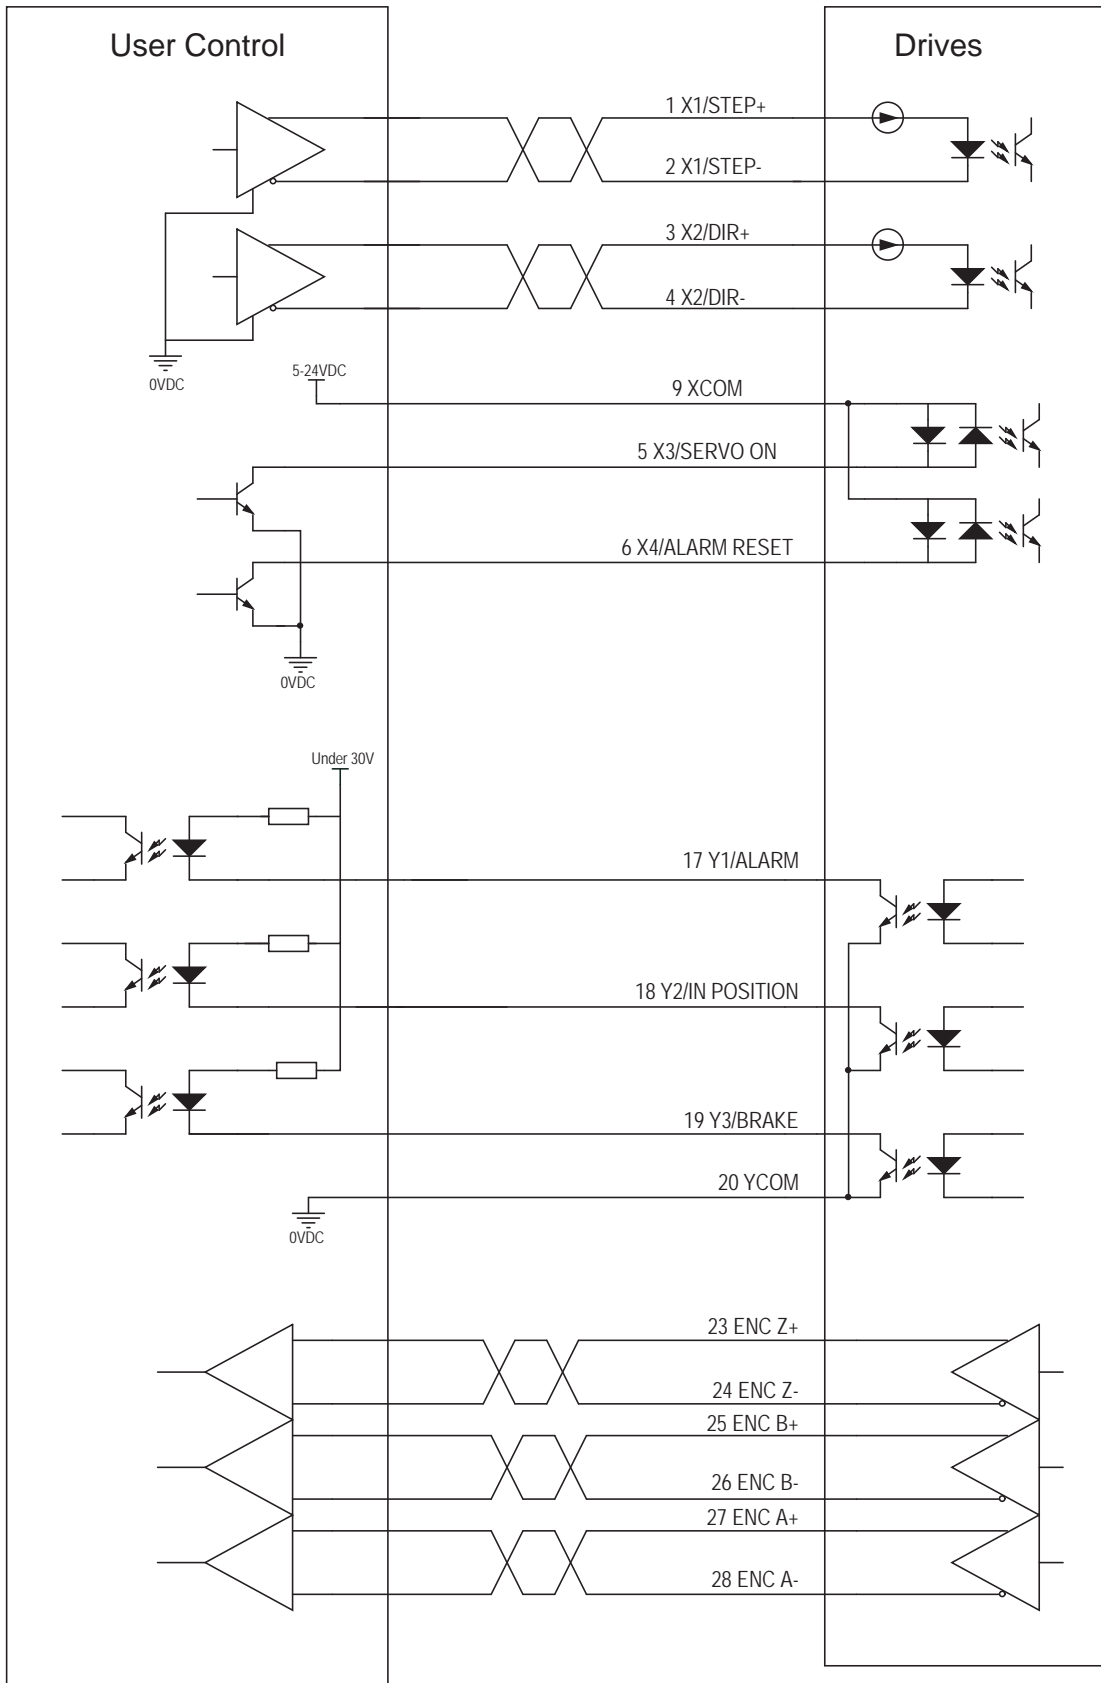 User Control
Drives
1 X1/STEP+
2 X1/STEP-
3 X2/DIR+
4 X2/DIR-
0VDC
5-24VDC
9 XCOM
5 X3/SERVO ON
6 X4/ALARM RESET
0VDC
Under 30V
17 Y1/ALARM
18 Y2/IN POSITION
19 Y3/BRAKE
20 YCOM
0VDC
23 ENC Z+
24 ENC Z-
25 ENC B+
26 ENC B-
27 ENC A+
28 ENC A-